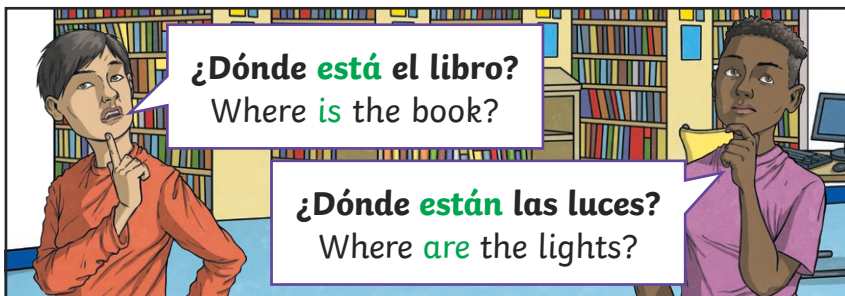 ¿Dónde está el libro?
Where is the book?
¿Dónde están las luces?
Where are the lights?